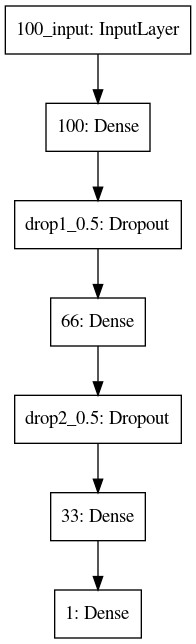 100_input: InputLayer
100: Dense
drop1_0.5: Dropout
66: Dense
drop2_0.5: Dropout
33: Dense
1: Dense